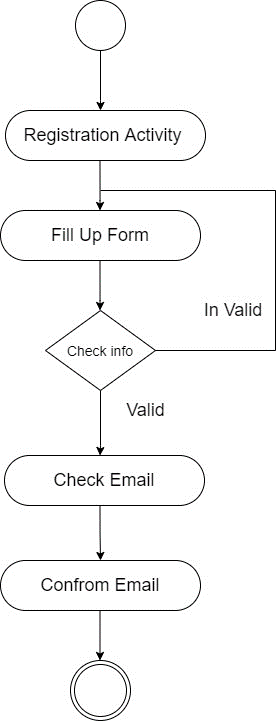 Registration Activity
Fill Up Form
In Valid
Check info
Valid
Check Email
Confrom Email